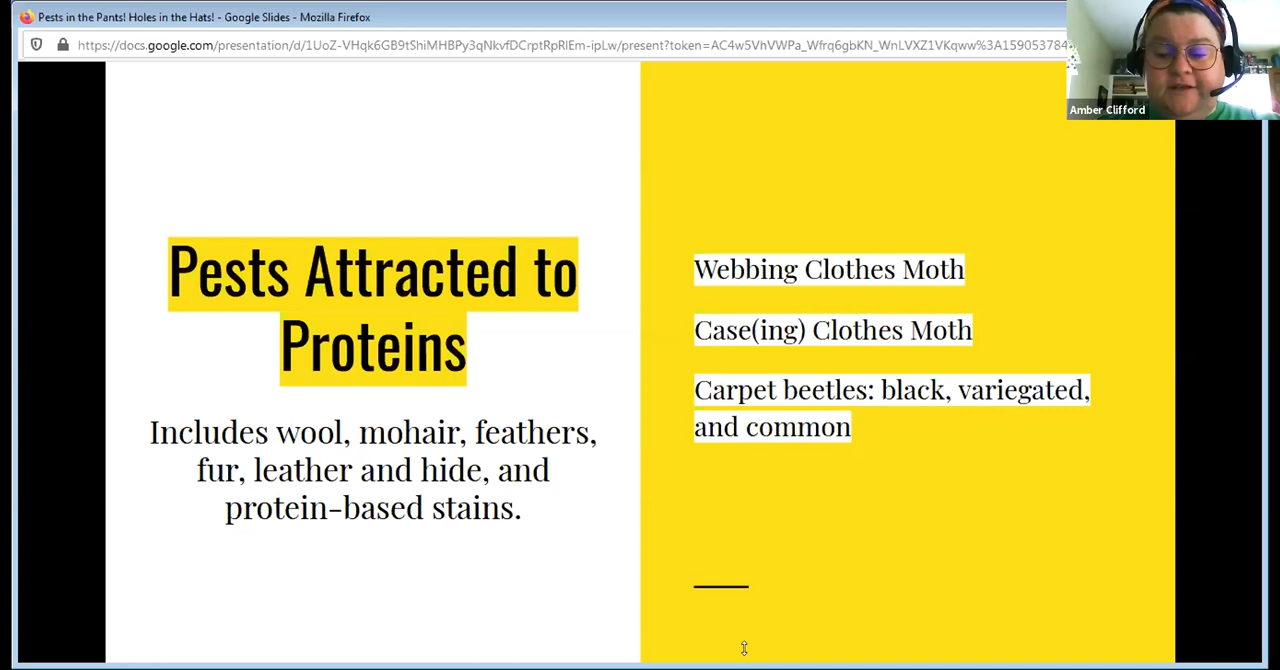 Pests in the Pants! Holes in the Hats! - Google Slides - Mozilla Firefox
https://docs.google.com/presentation/d/1UoZ-VHqk6GB9tShiMHBPy3qNkvfDCrptRpRlEm-ipLw/present?token=AC4w5VhVWPa_Wfrq6gbKN_WnLVXZ1VKqww%3A159053784
Amber Clifford
Pests Attracted to
Proteins
Includes wool, mohair, feathers,
fur, leather and hide, and
protein-based stains.
Webbing Clothes Moth
Case(ing) Clothes Moth
Carpet beetles: black, variegated,
and common